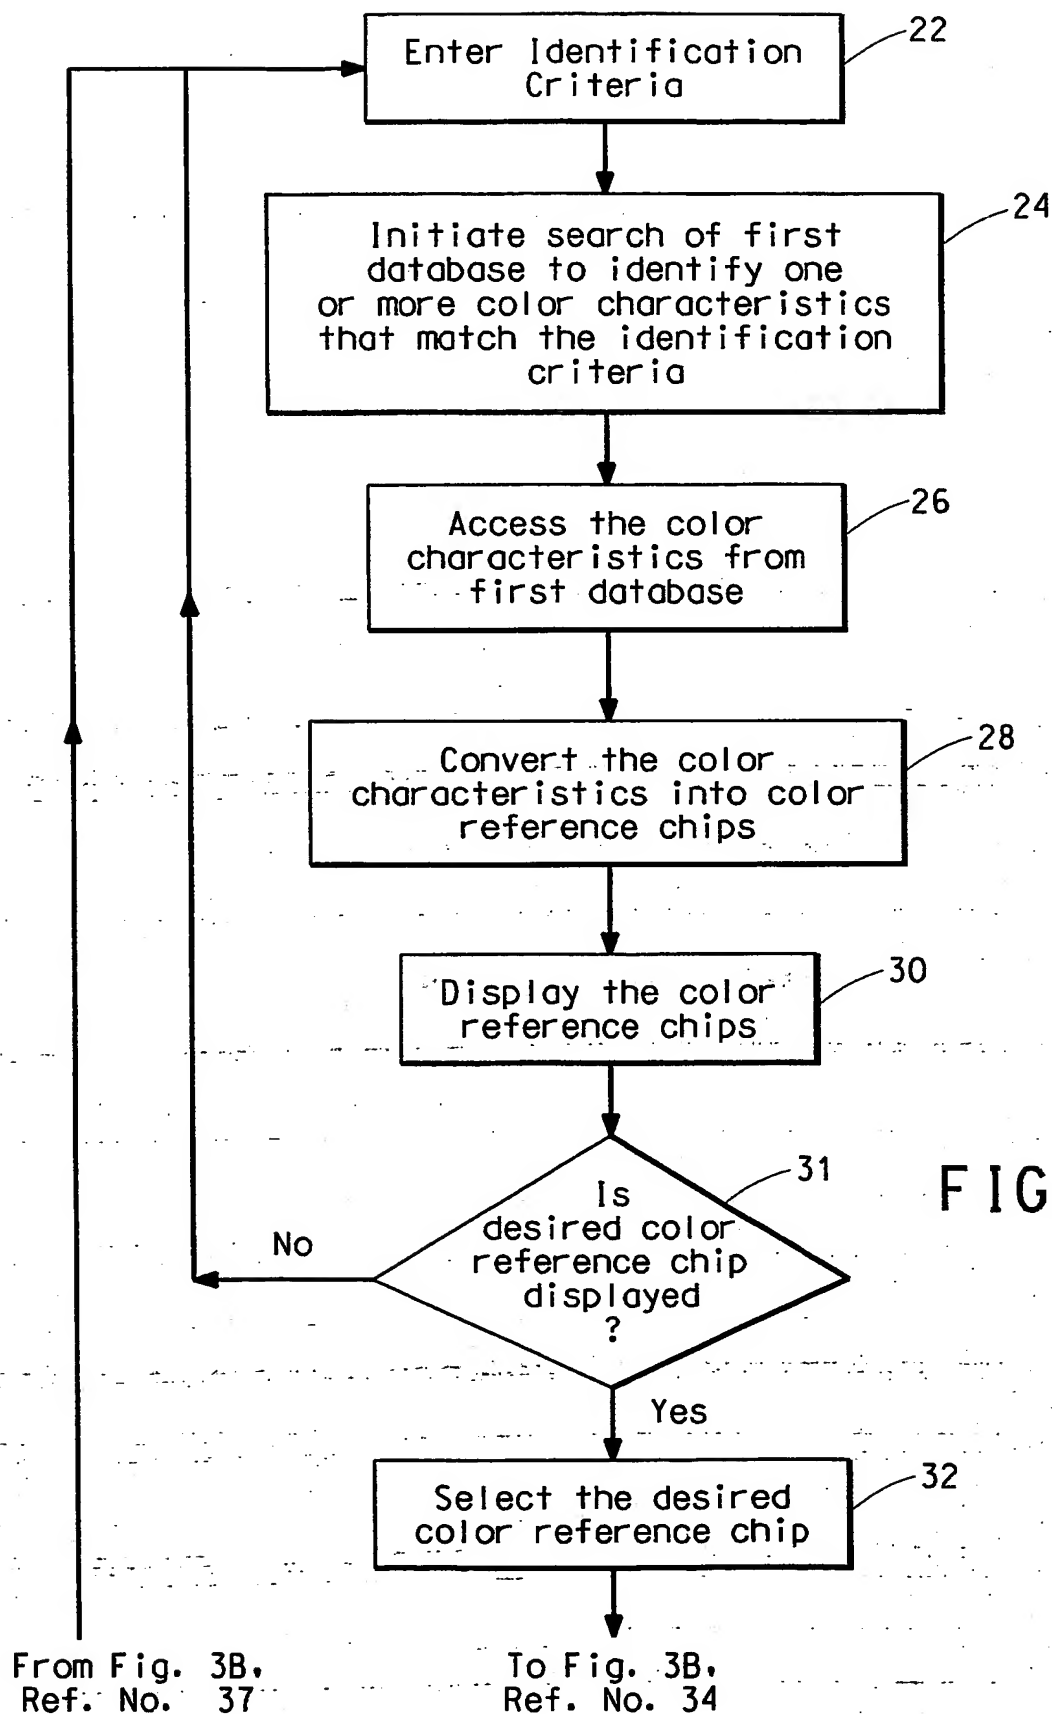 Enter Identification
Criteria
22
Initiate search of first
database to identify one
or more color characteristics
that match the identification
criteria
24
Access the color
characteristics from
first database
26
Convert the color
characteristics into color
reference chips
28
Display the color
reference chips
30
Is
desired color
reference chip
displayed
?
31
FIG
No
Yes
Select the desired
color reference chip
32
From Fig. 3B,
Ref. No. 37
To Fig. 3B,
Ref. No. 34